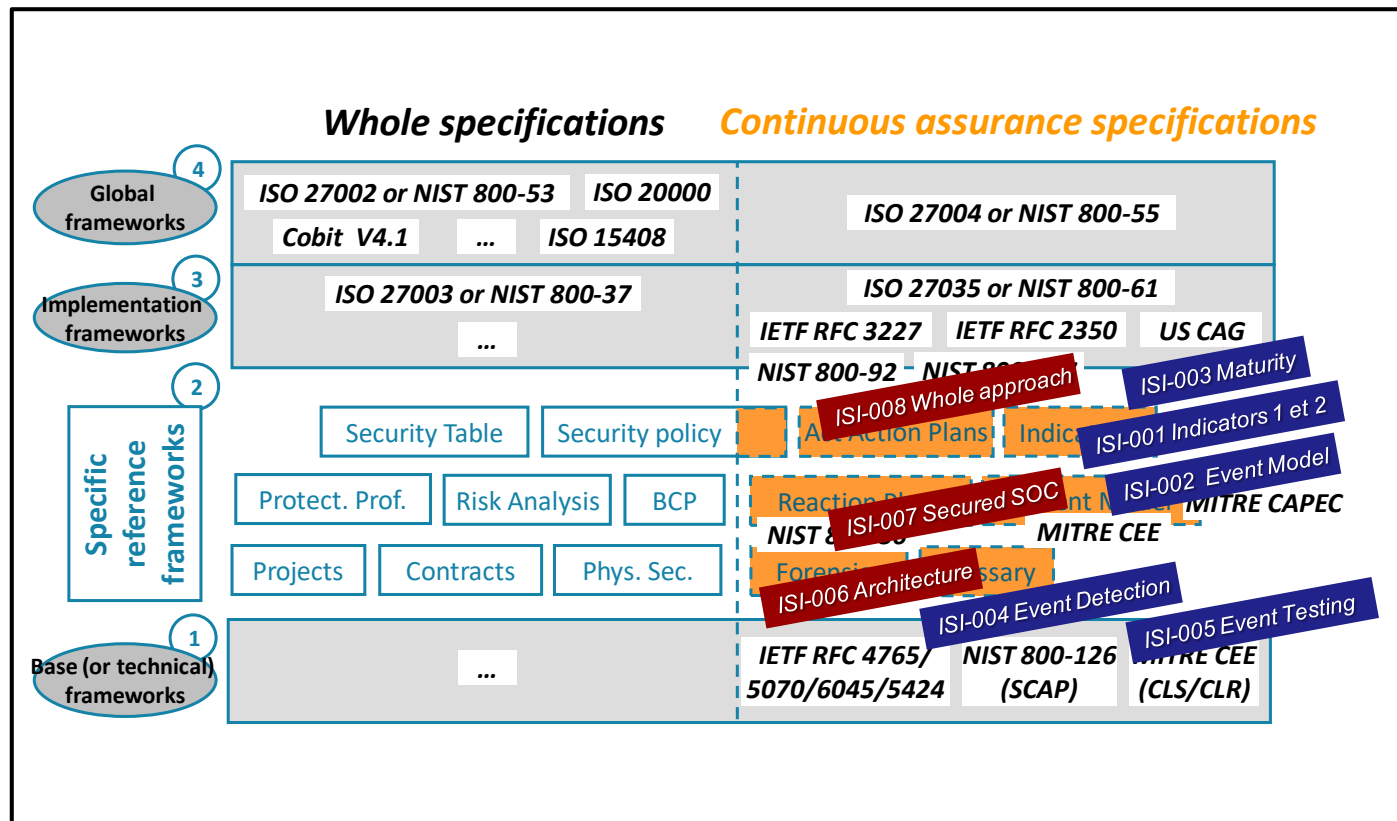 Whole specifications
Continuous assurance specifications
4
Global
frameworks
ISO 27002 or NIST 800-53
ISO 20000
Cobit V4.1
...
ISO 15408
ISO 27004 or NIST 800-55
3
Implementation
frameworks
ISO 27003 or NIST 800-37
...
ISO 27035 or NIST 800-61
IETF RFC 3227
IETF RFC 2350
US CAG
NIST 800-92
NIST
ISI-008 Whole approach
ISI-003 Maturity
2
Specific
reference
frameworks
Security Table
Security policy
Action Plans
ISI-001 Indicators 1 et 2
Protect. Prof.
Risk Analysis
BCP
Reaction
ISI-007 Secured SOC
ISI-002 Event Model
MITRE CAPEC
NIST
MITRE CEE
Projects
Contracts
Phys. Sec.
ISI-006 Architecture
ISI-004 Event Detection
ISI-005 Event Testing
1
Base (or technical)
frameworks
...
IETF RFC 4765/
5070/6045/5424
NIST 800-126
(SCAP)
MITRE CEE
(CLS/CLR)